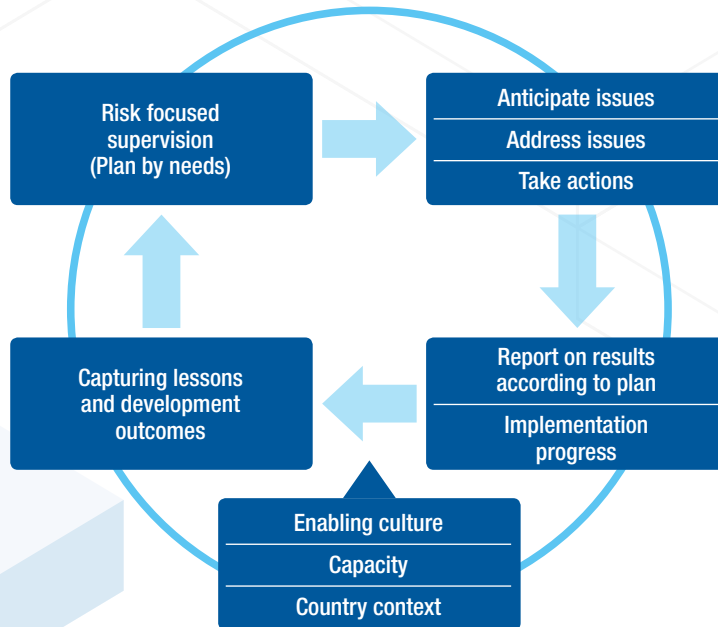 Risk focused
supervision
(Plan by needs)
Anticipate issues
Address issues
Take actions
Capturing lessons
and development
outcomes
Report on results
according to plan
Implementation
progress
Enabling culture
Capacity
Country context